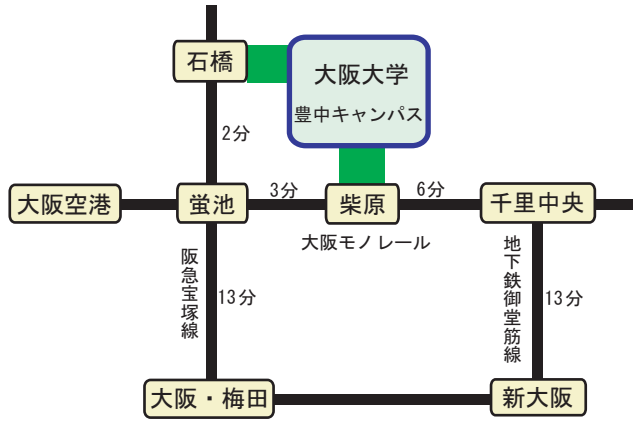 石橋
大阪大学
豊中キャンパス
2分
大阪空港
蛍池
3分
柴原
6分
千里中央
大阪モノレール
阪急宝塚線
13分
地下鉄御堂筋線
13分
大阪・梅田
新大阪